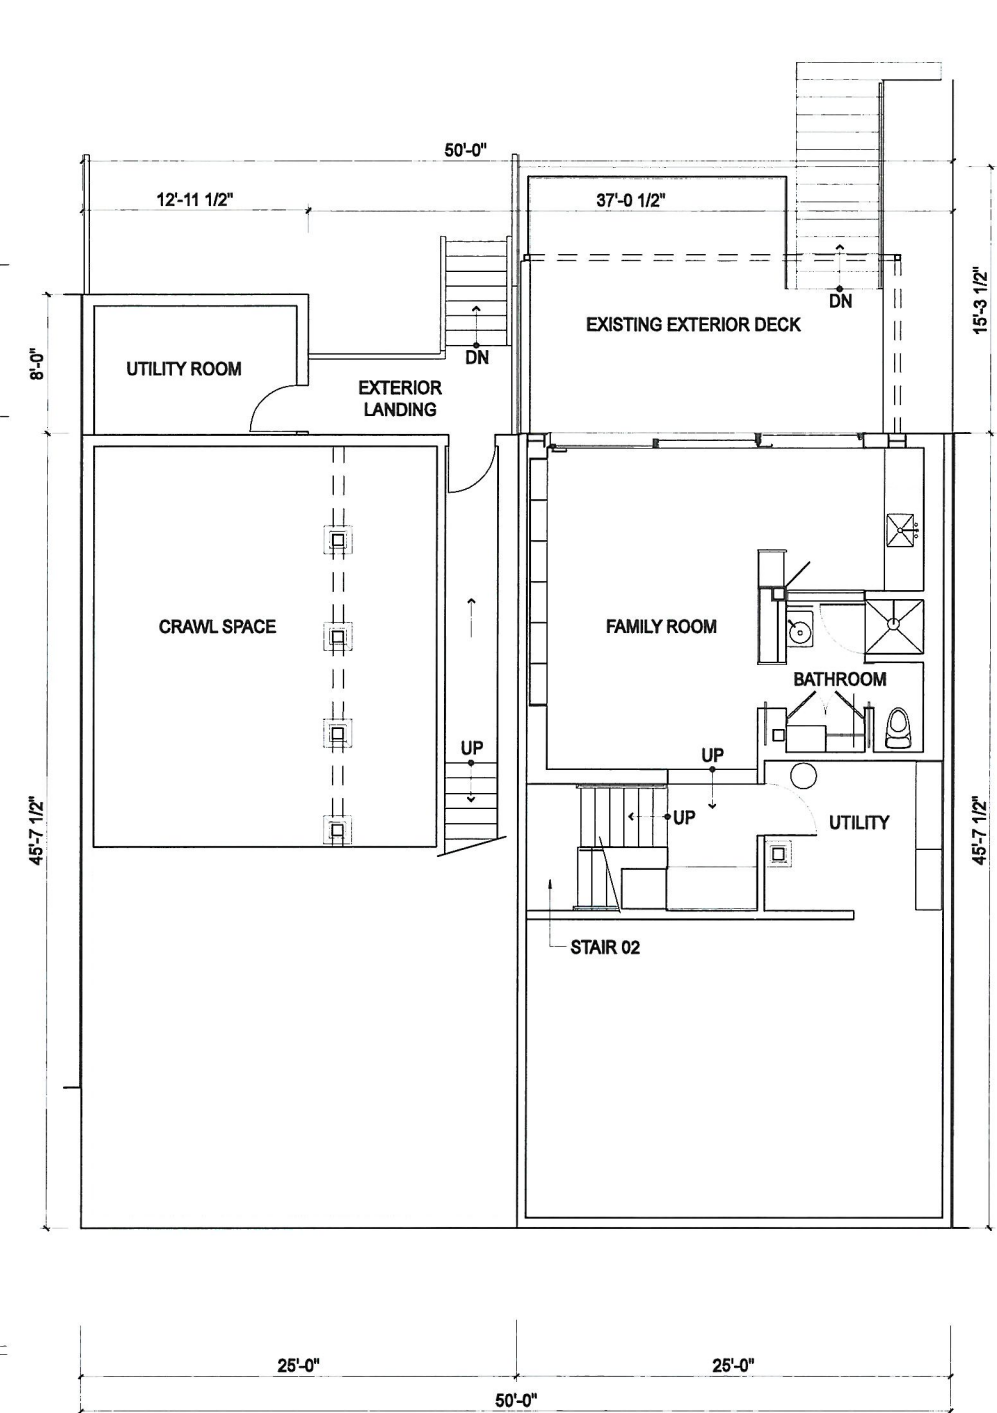 50'-0"
12'-11 1/2"
37'-0 1/2"
DN
15'-3 1/2"
EXISTING EXTERIOR DECK
DN
8'-0"
UTILITY ROOM
EXTERIOR
LANDING
CRAWL SPACE
FAMILY ROOM
BATHROOM
UP
UP
UP
UTILITY
45'-7 1/2"
45'-7 1/2"
STAIR 02
25'-0"
25'-0"
50'-0"